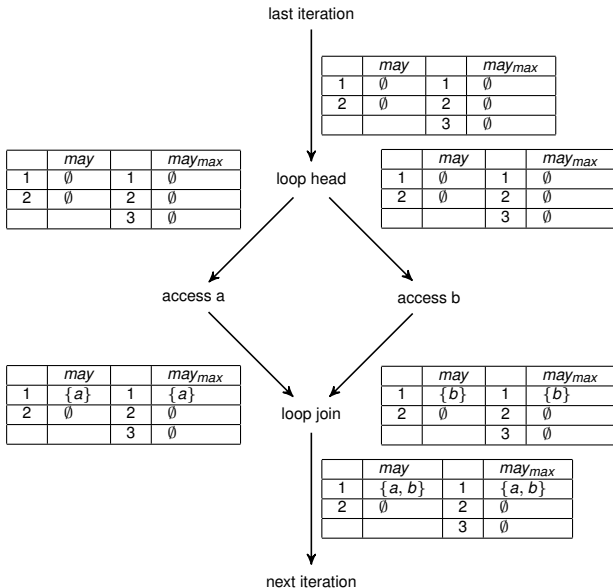 last iteration
may may_max
1 ∅ 1 ∅
2 ∅ 2 ∅
3 ∅
may may_max
1 ∅ 1 ∅
2 ∅ 2 ∅
3 ∅
loop head
may may_max
1 ∅ 1 ∅
2 ∅ 2 ∅
3 ∅
access a
access b
may may_max
1 {a} 1 {a}
2 ∅ 2 ∅
3 ∅
loop join
may may_max
1 {b} 1 {b}
2 ∅ 2 ∅
3 ∅
may may_max
1 {a, b} 1 {a, b}
2 ∅ 2 ∅
3 ∅
next iteration